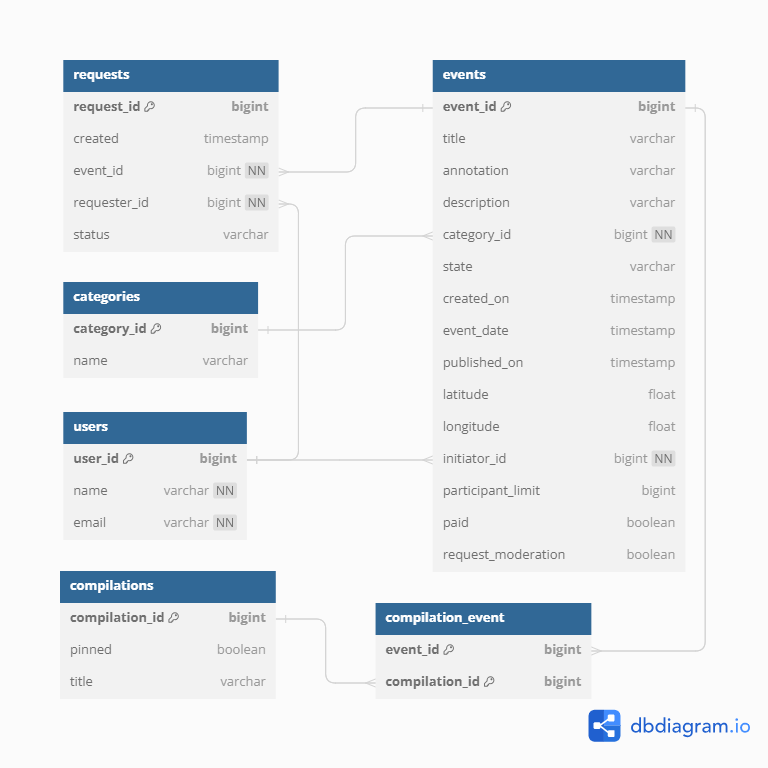 requests
request_id bigint
created timestamp
event_id bigint NN
requester_id bigint NN
status varchar
categories
category_id bigint
name varchar
users
user_id bigint
name varchar NN
email varchar NN
compilations
compilation_id bigint
pinned boolean
title varchar
events
event_id bigint
title varchar
annotation varchar
description varchar
category_id bigint NN
state varchar
created_on timestamp
event_date timestamp
published_on timestamp
latitude float
longitude float
initiator_id bigint NN
participant_limit bigint
paid boolean
request_moderation boolean
compilation_event
event_id bigint
compilation_id bigint
dbdiagram.io